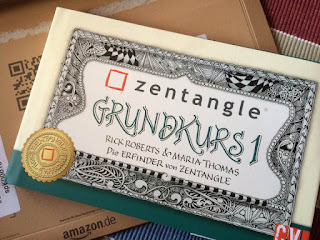 zentangle®
GRUNDKURS 1
RICK ROBERTS & MARIA THOMAS
Die ERFINDER von ZENTANGLE
amazon.de